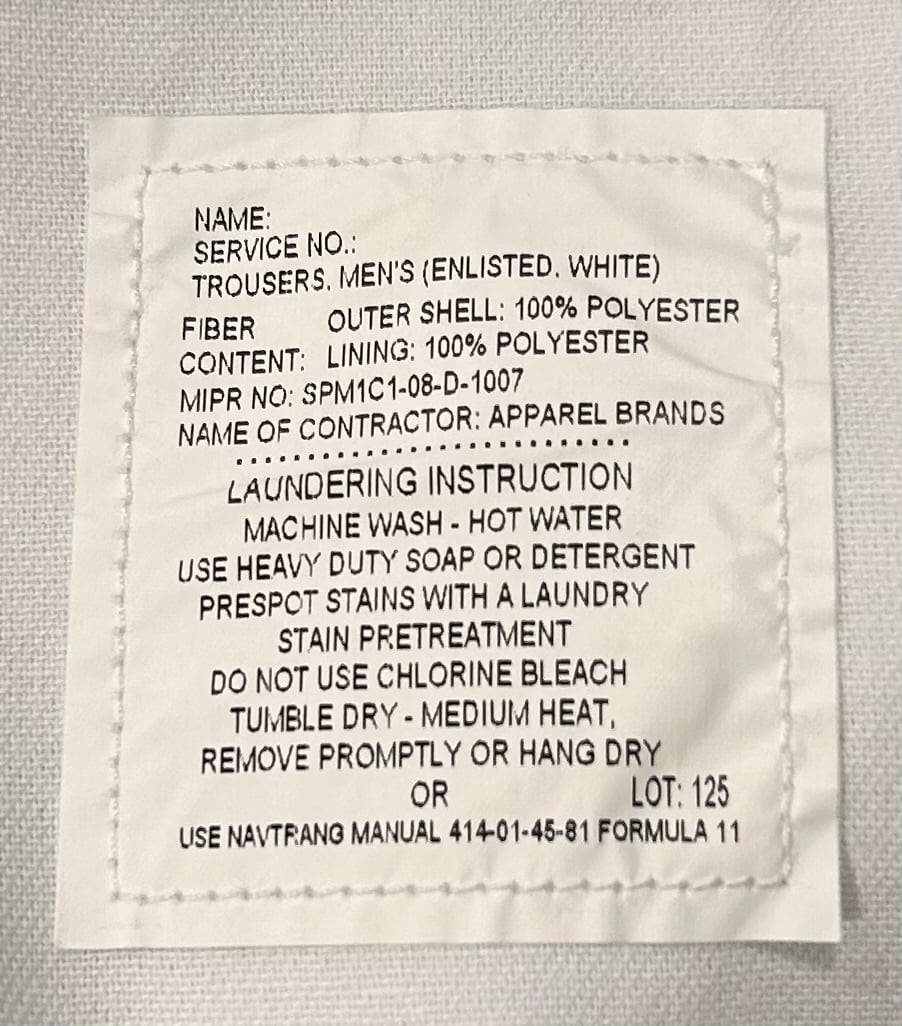 NAME:
SERVICE NO.:
TROUSERS, MEN'S (ENLISTED, WHITE)
FIBER OUTER SHELL: 100% POLYESTER
CONTENT: LINING: 100% POLYESTER
MIPR NO: SPM1C1-08-D-1007
NAME OF CONTRACTOR: APPAREL BRANDS
LAUNDERING INSTRUCTION
MACHINE WASH - HOT WATER
USE HEAVY DUTY SOAP OR DETERGENT
PRESPOT STAINS WITH A LAUNDRY
STAIN PRETREATMENT
DO NOT USE CHLORINE BLEACH
TUMBLE DRY - MEDIUM HEAT,
REMOVE PROMPTLY OR HANG DRY
OR LOT: 125
USE NAVTRANG MANUAL 414-01-45-81 FORMULA 11